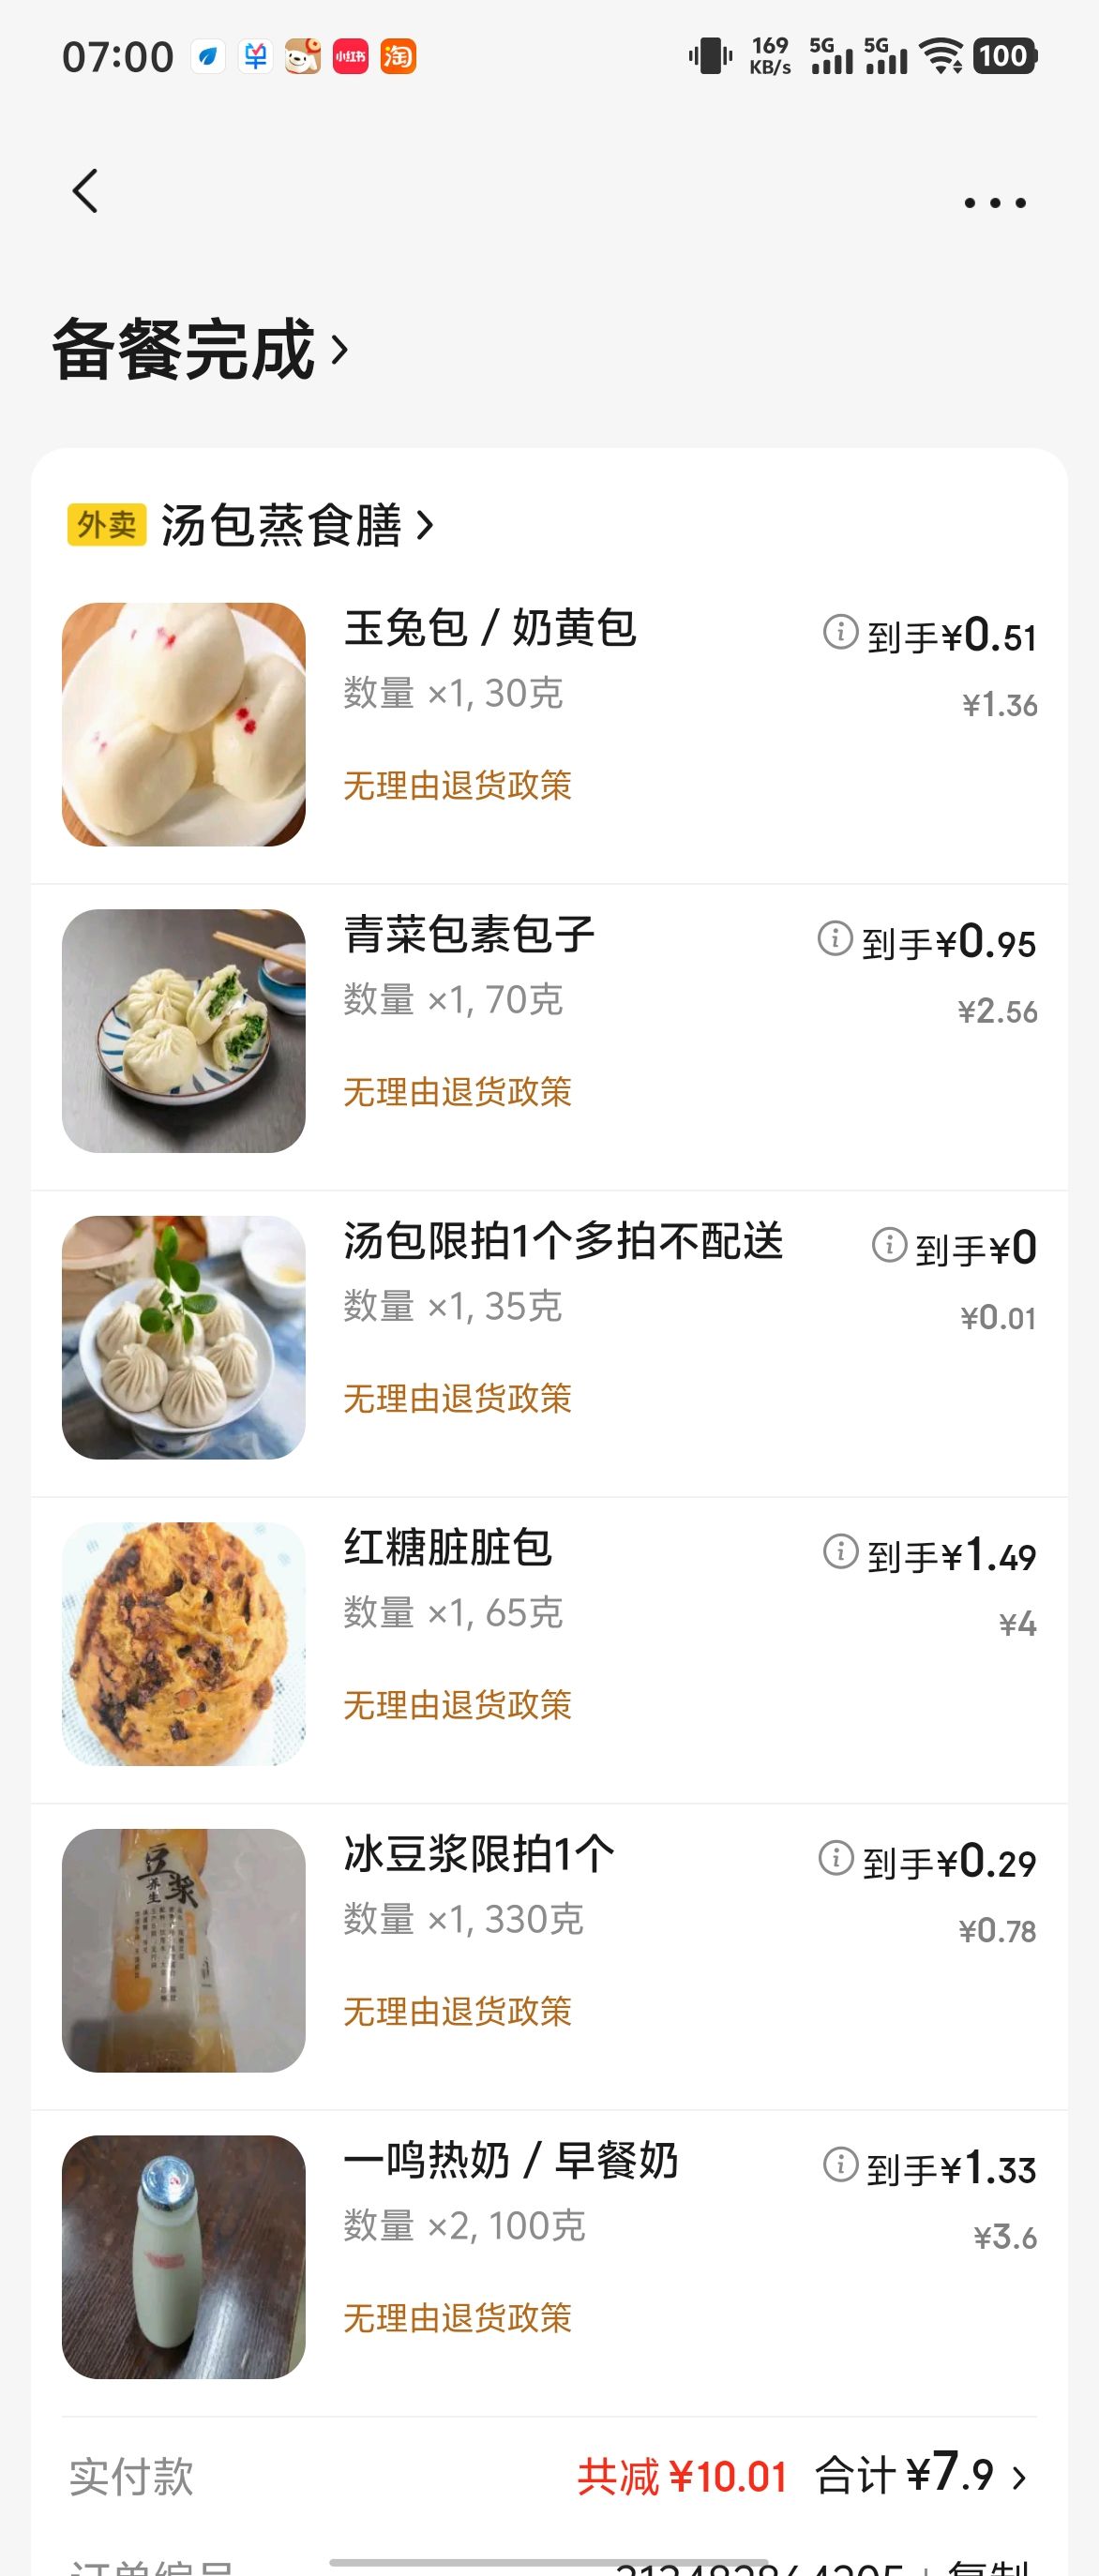 07:00
小红书
淘
169 KB/s
5G
5G
100
备餐完成
外卖 汤包蒸食膳
玉兔包 / 奶黄包
到手¥0.51
数量 ×1, 30克
¥1.36
无理由退货政策
青菜包素包子
到手¥0.95
数量 ×1, 70克
¥2.56
无理由退货政策
汤包限拍1个多拍不配送
到手¥0
数量 ×1, 35克
¥0.01
无理由退货政策
红糖脏脏包
到手¥1.49
数量 ×1, 65克
¥4
无理由退货政策
豆浆
养生
冰豆浆限拍1个
到手¥0.29
数量 ×1, 330克
¥0.78
无理由退货政策
一鸣热奶 / 早餐奶
到手¥1.33
数量 ×2, 100克
¥3.6
无理由退货政策
实付款 共减¥10.01 合计¥7.9